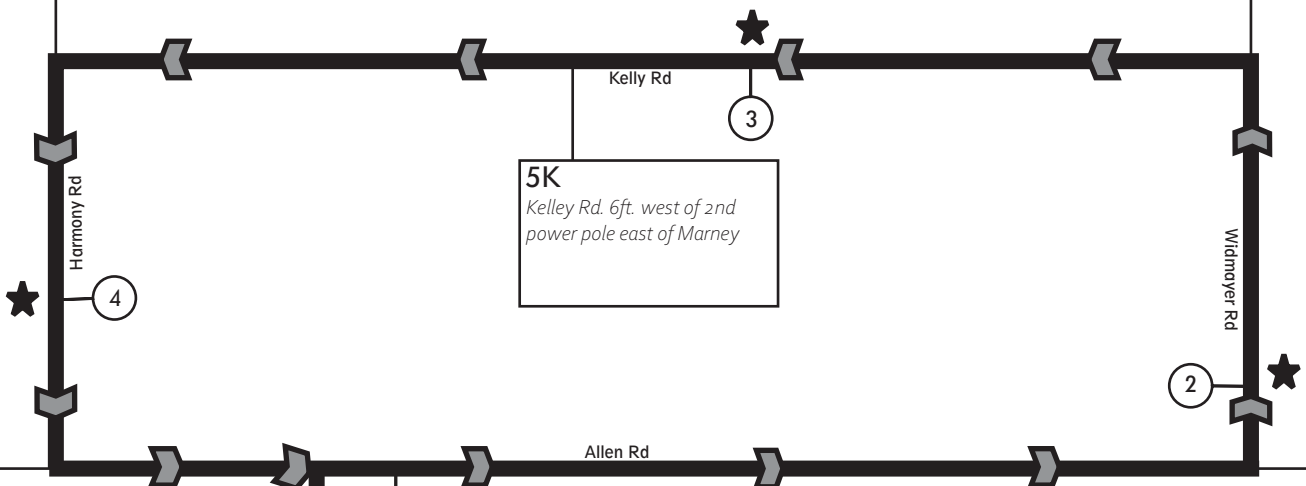 Kelly Rd
3
5K
Kelley Rd. 6ft. west of 2nd
power pole east of Marney
Harmony Rd
Widmayer Rd
4
2
Allen Rd